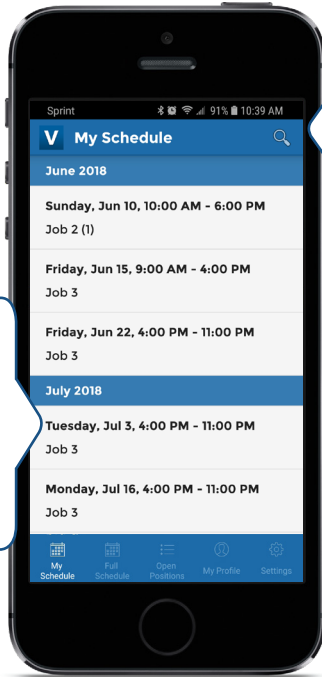 Sprint 91% 10:39 AM
V My Schedule
June 2018
Sunday, Jun 10, 10:00 AM - 6:00 PM
Job 2 (1)
Friday, Jun 15, 9:00 AM - 4:00 PM
Job 3
Friday, Jun 22, 4:00 PM - 11:00 PM
Job 3
July 2018
Tuesday, Jul 3, 4:00 PM - 11:00 PM
Job 3
Monday, Jul 16, 4:00 PM - 11:00 PM
Job 3
My Schedule
Full Schedule
Open Positions
My Profile
Settings